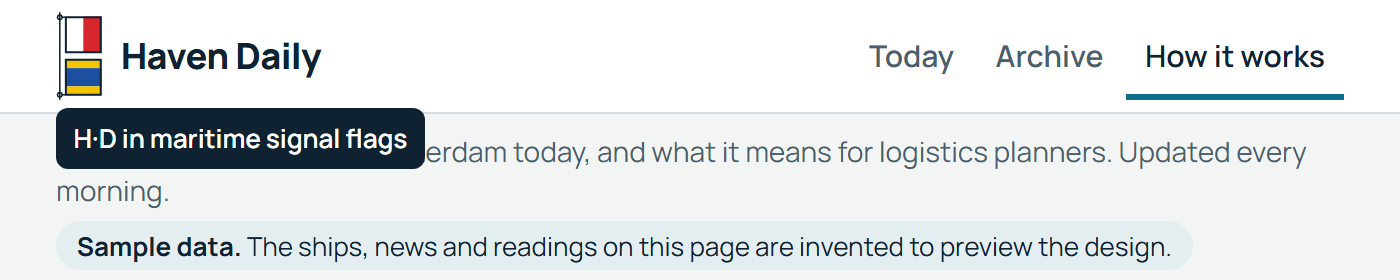 Haven Daily
Today
Archive
How it works
H·D in maritime signal flags
erdam today, and what it means for logistics planners. Updated every
morning.
Sample data. The ships, news and readings on this page are invented to preview the design.